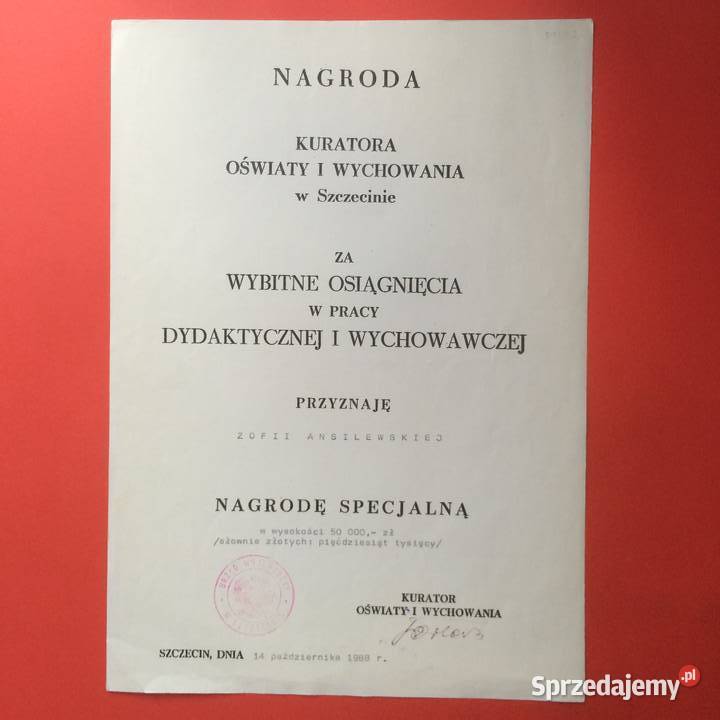 NAGRODA
KURATORA
OŚWIATY I WYCHOWANIA
w Szczecinie
ZA
WYBITNE OSIĄGNIĘCIA
W PRACY
DYDAKTYCZNEJ I WYCHOWAWCZEJ
PRZYZNAJĘ
ZOFII ANSILEWSKIEJ
NAGRODĘ SPECJALNĄ
w wysokości 50 000,- zł
/słownie złotych: pięćdziesiąt tysięcy/
KURATOR
OŚWIATY I WYCHOWANIA
SZCZECIN, DNIA 14 października 1988 r.
Sprzedajemy.pl